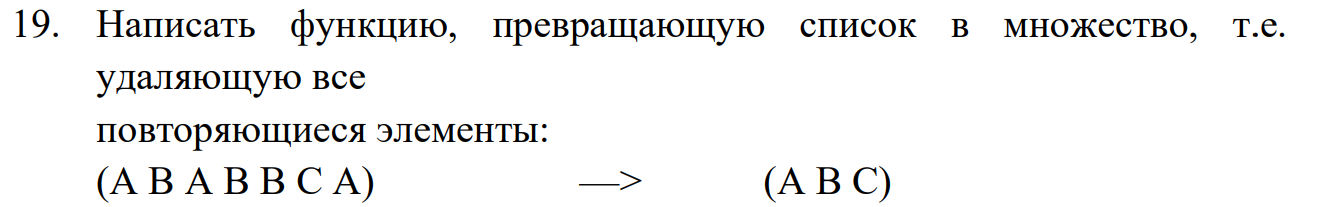 19. Написать функцию, превращающую список в множество, т.е.
удаляющую все
повторяющиеся элементы:
(A B A B B C A) —> (A B C)